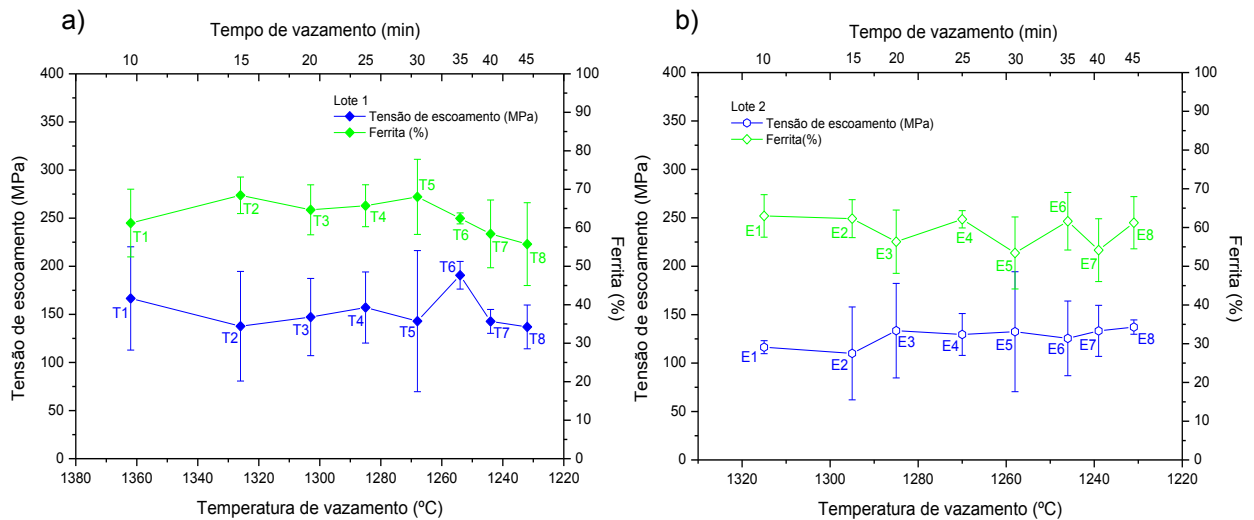 a)
Tempo de vazamento (min)
10 15 20 25 30 35 40 45
400 350 300 250 200 150 100 50 0
Tensão de escoamento (MPa)
Lote 1
Tensão de escoamento (MPa)
Ferrita (%)
T1 T2 T3 T4 T5 T6 T7 T8
T1 T2 T3 T4 T5 T6 T7 T8
100 90 80 70 60 50 40 30 20 10 0
Ferrita (%)
1380 1360 1340 1320 1300 1280 1260 1240 1220
Temperatura de vazamento (ºC)
b)
Tempo de vazamento (min)
10 15 20 25 30 35 40 45
400 350 300 250 200 150 100 50 0
Tensão de escoamento (MPa)
Lote 2
Tensão de escoamento (MPa)
Ferrita(%)
E1 E2 E3 E4 E5 E6 E7 E8
E1 E2 E3 E4 E5 E6 E7 E8
100 90 80 70 60 50 40 30 20 10 0
Ferrita (%)
1320 1300 1280 1260 1240 1220
Temperatura de vazamento (ºC)